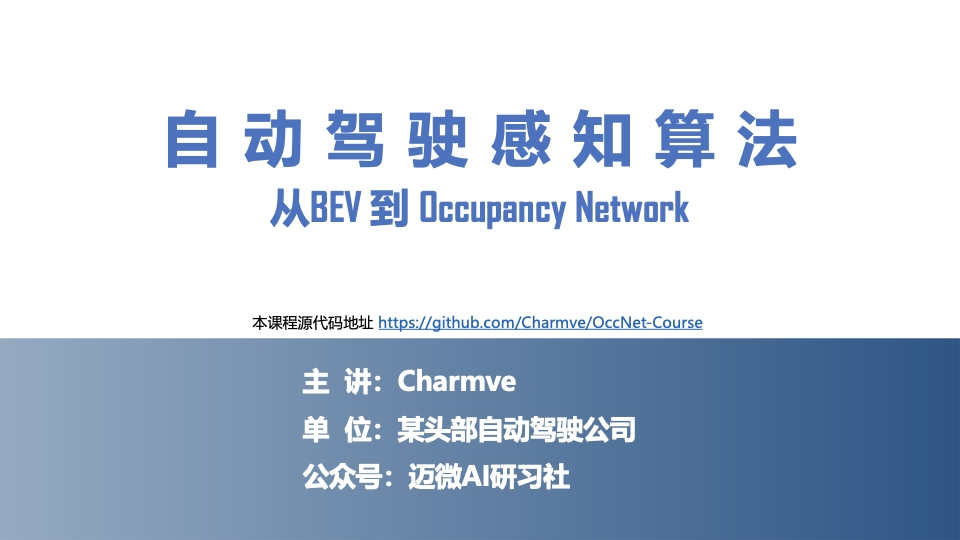 自动驾驶感知算法
从BEV 到 Occupancy Network
本课程源代码地址 https://github.com/Charmve/OccNet-Course
主 讲：Charmve
单 位：某头部自动驾驶公司
公众号：迈微AI研习社